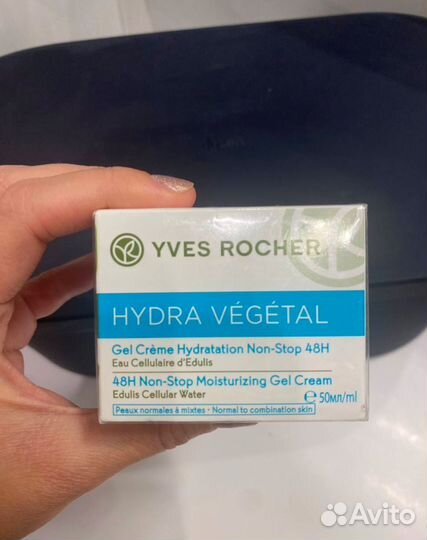 YVES ROCHER
HYDRA VÉGÉTAL
Gel Crème Hydratation Non-Stop 48H
Eau Cellulaire d'Edulis
48H Non-Stop Moisturizing Gel Cream
Edulis Cellular Water
Peaux normales à mixtes - Normal to combination skin
℮ 50мл/ml
Avito